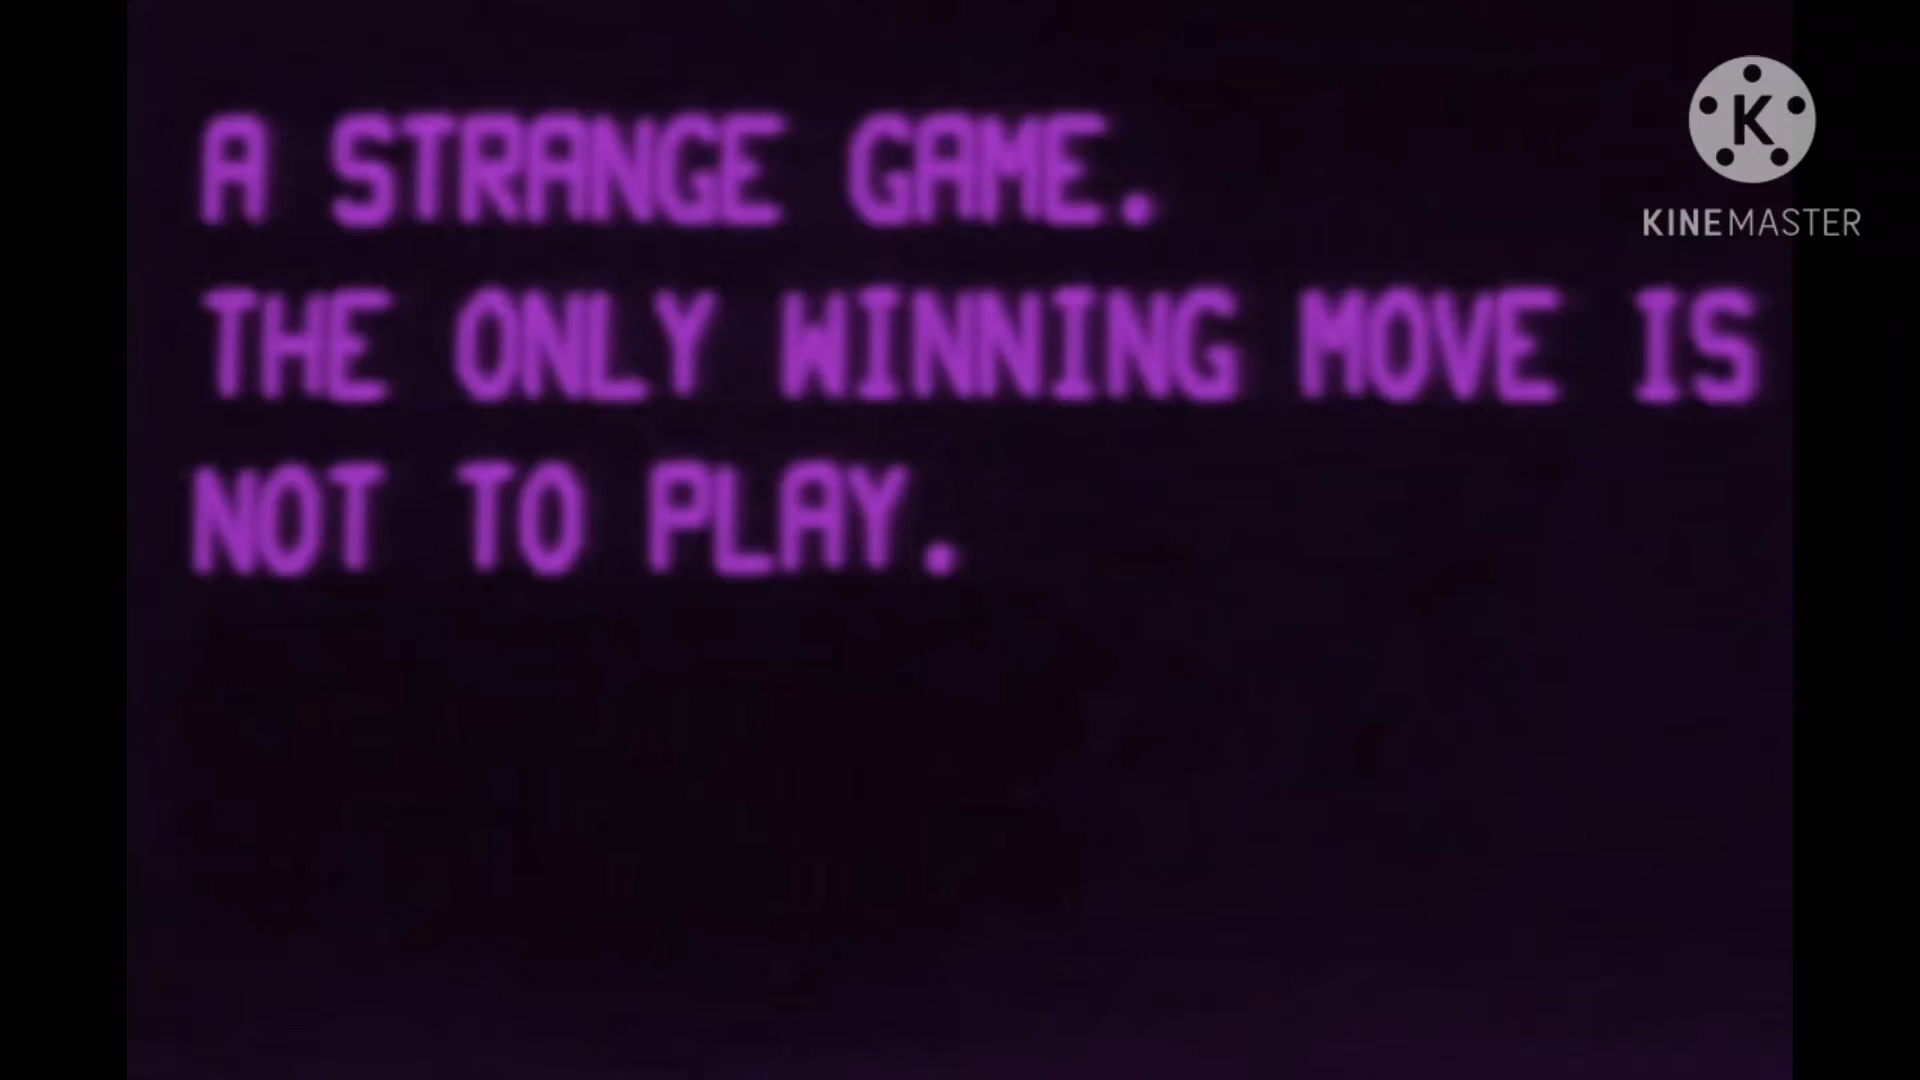 A STRANGE GAME.
THE ONLY WINNING MOVE IS
NOT TO PLAY.
K
KINEMASTER